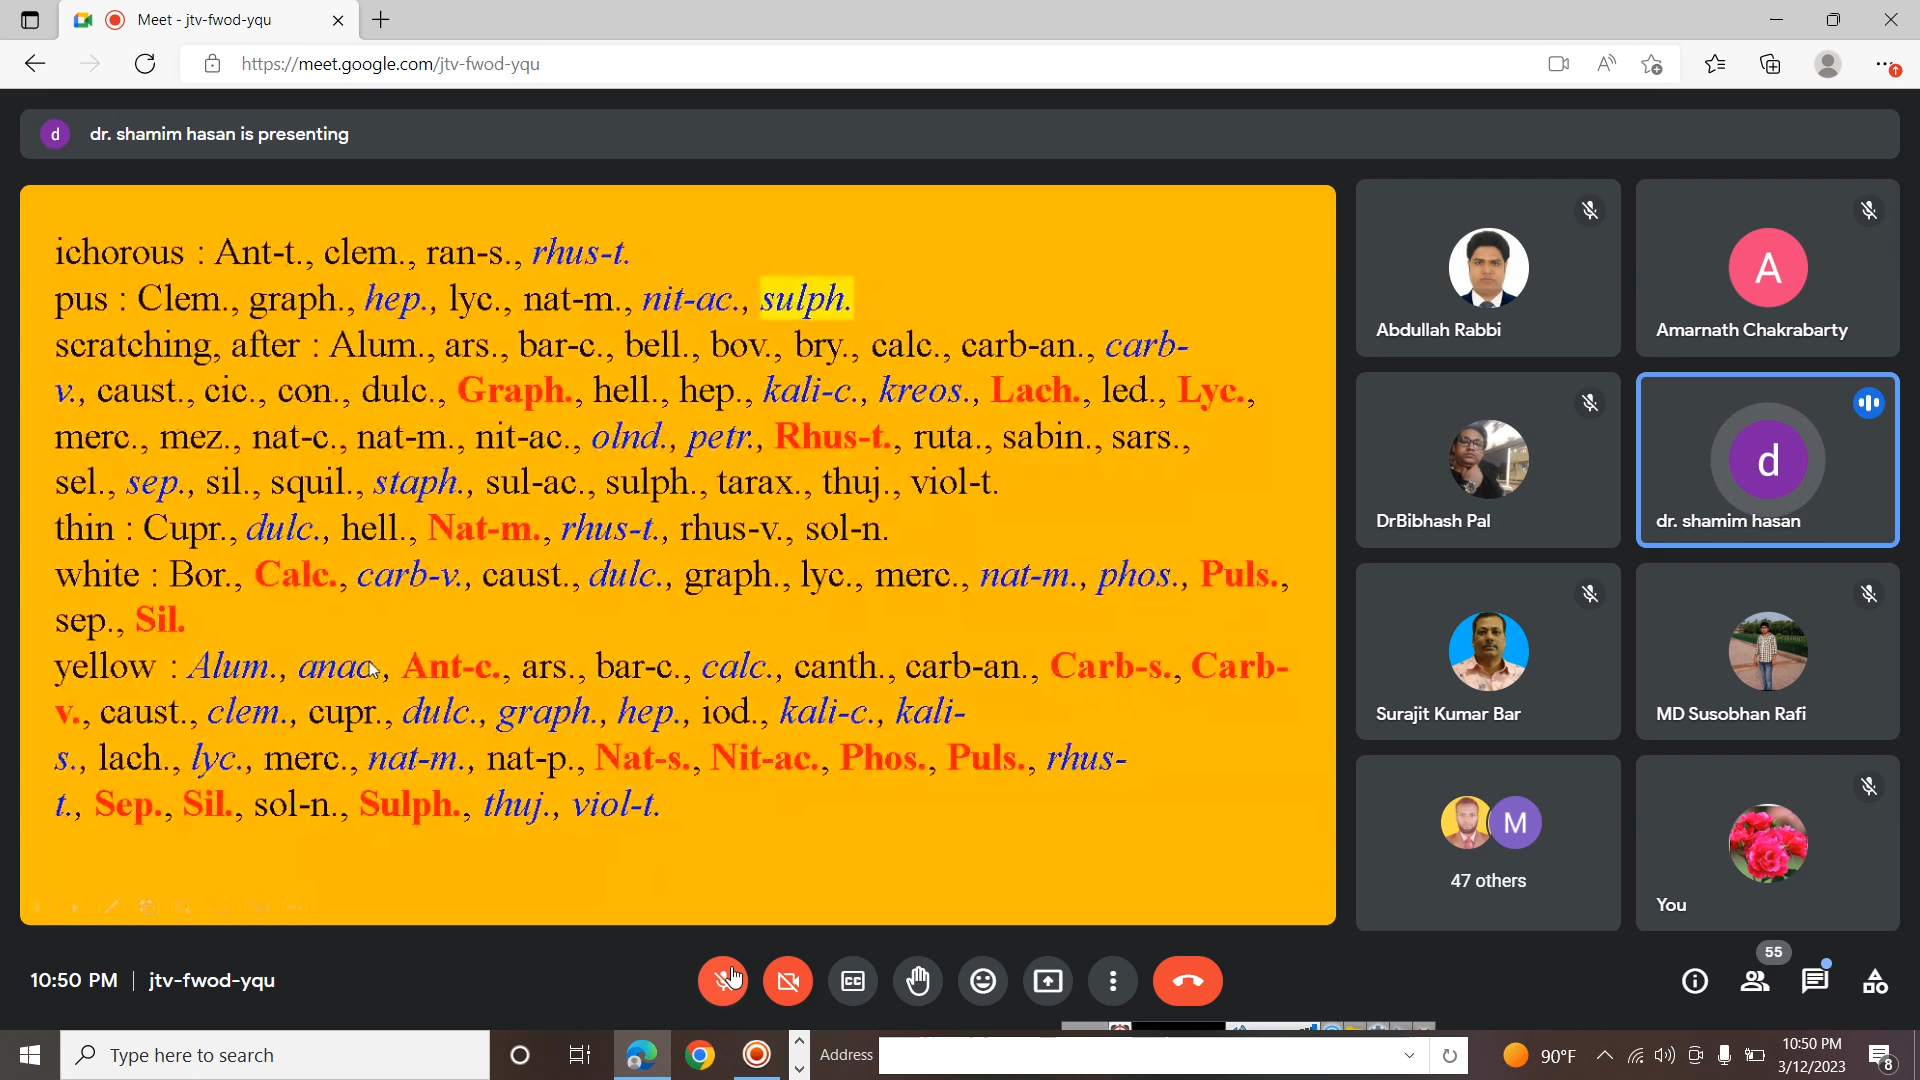 Meet - jtv-fwod-yqu
https://meet.google.com/jtv-fwod-yqu
d dr. shamim hasan is presenting
ichorous : Ant-t., clem., ran-s., rhus-t.
pus : Clem., graph., hep., lyc., nat-m., nit-ac., sulph.
scratching, after : Alum., ars., bar-c., bell., bov., bry., calc., carb-an., carb-
v., caust., cic., con., dulc., Graph., hell., hep., kali-c., kreos., Lach., led., Lyc.,
merc., mez., nat-c., nat-m., nit-ac., olnd., petr., Rhus-t., ruta., sabin., sars.,
sel., sep., sil., squil., staph., sul-ac., sulph., tarax., thuj., viol-t.
thin : Cupr., dulc., hell., Nat-m., rhus-t., rhus-v., sol-n.
white : Bor., Calc., carb-v., caust., dulc., graph., lyc., merc., nat-m., phos., Puls.,
sep., Sil.
yellow : Alum., anac., Ant-c., ars., bar-c., calc., canth., carb-an., Carb-s., Carb-
v., caust., clem., cupr., dulc., graph., hep., iod., kali-c., kali-
s., lach., lyc., merc., nat-m., nat-p., Nat-s., Nit-ac., Phos., Puls., rhus-
t., Sep., Sil., sol-n., Sulph., thuj., viol-t.
Abdullah Rabbi
A
Amarnath Chakrabarty
DrBibhash Pal
d
dr. shamim hasan
Surajit Kumar Bar
MD Susobhan Rafi
M
47 others
You
10:50 PM | jtv-fwod-yqu
55
Type here to search
Address
90°F
10:50 PM
3/12/2023
8